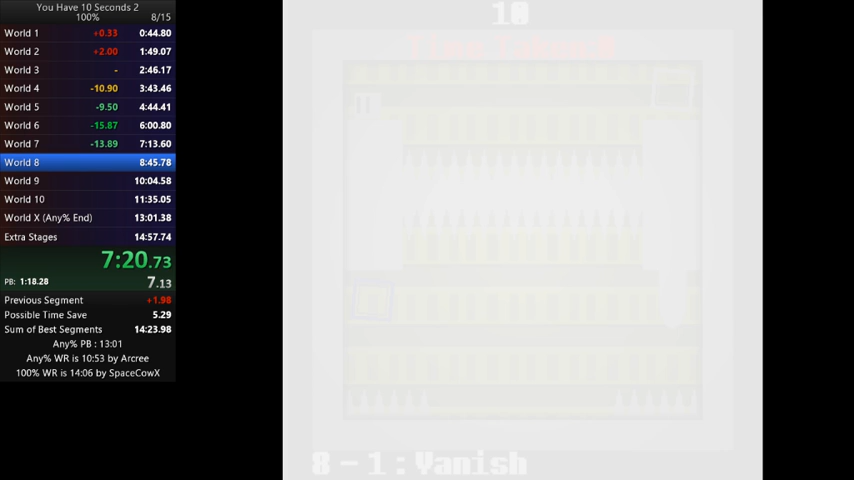 You Have 10 Seconds 2
100% 8/15
World 1 +0.33 0:44.80
World 2 +2.00 1:49.07
World 3 - 2:46.17
World 4 -10.90 3:43.46
World 5 -9.50 4:44.41
World 6 -15.87 6:00.80
World 7 -13.89 7:13.60
World 8 8:45.78
World 9 10:04.58
World 10 11:35.05
World X (Any% End) 13:01.38
Extra Stages 14:57.74
7:20.73
PB: 1:18.28 7.13
Previous Segment +1.98
Possible Time Save 5.29
Sum of Best Segments 14:23.98
Any% PB : 13:01
Any% WR is 10:53 by Arcree
100% WR is 14:06 by SpaceCowX
10
8 - 1 : Vanish